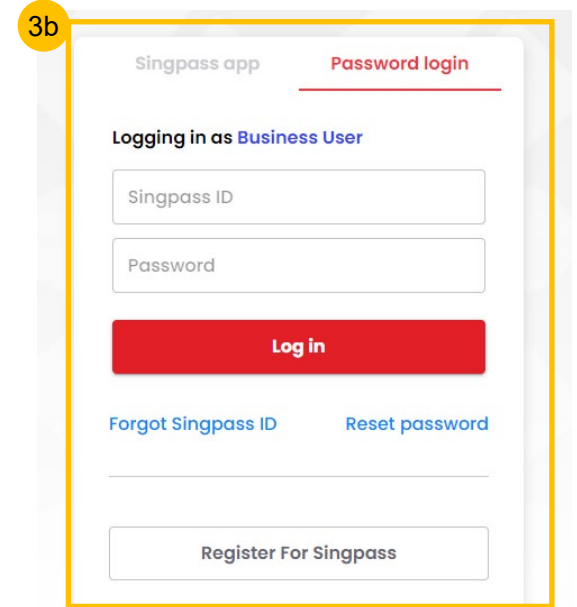 3b
Singpass app Password login
Logging in as Business User
Singpass ID
Password
Log in
Forgot Singpass ID Reset password
Register For Singpass